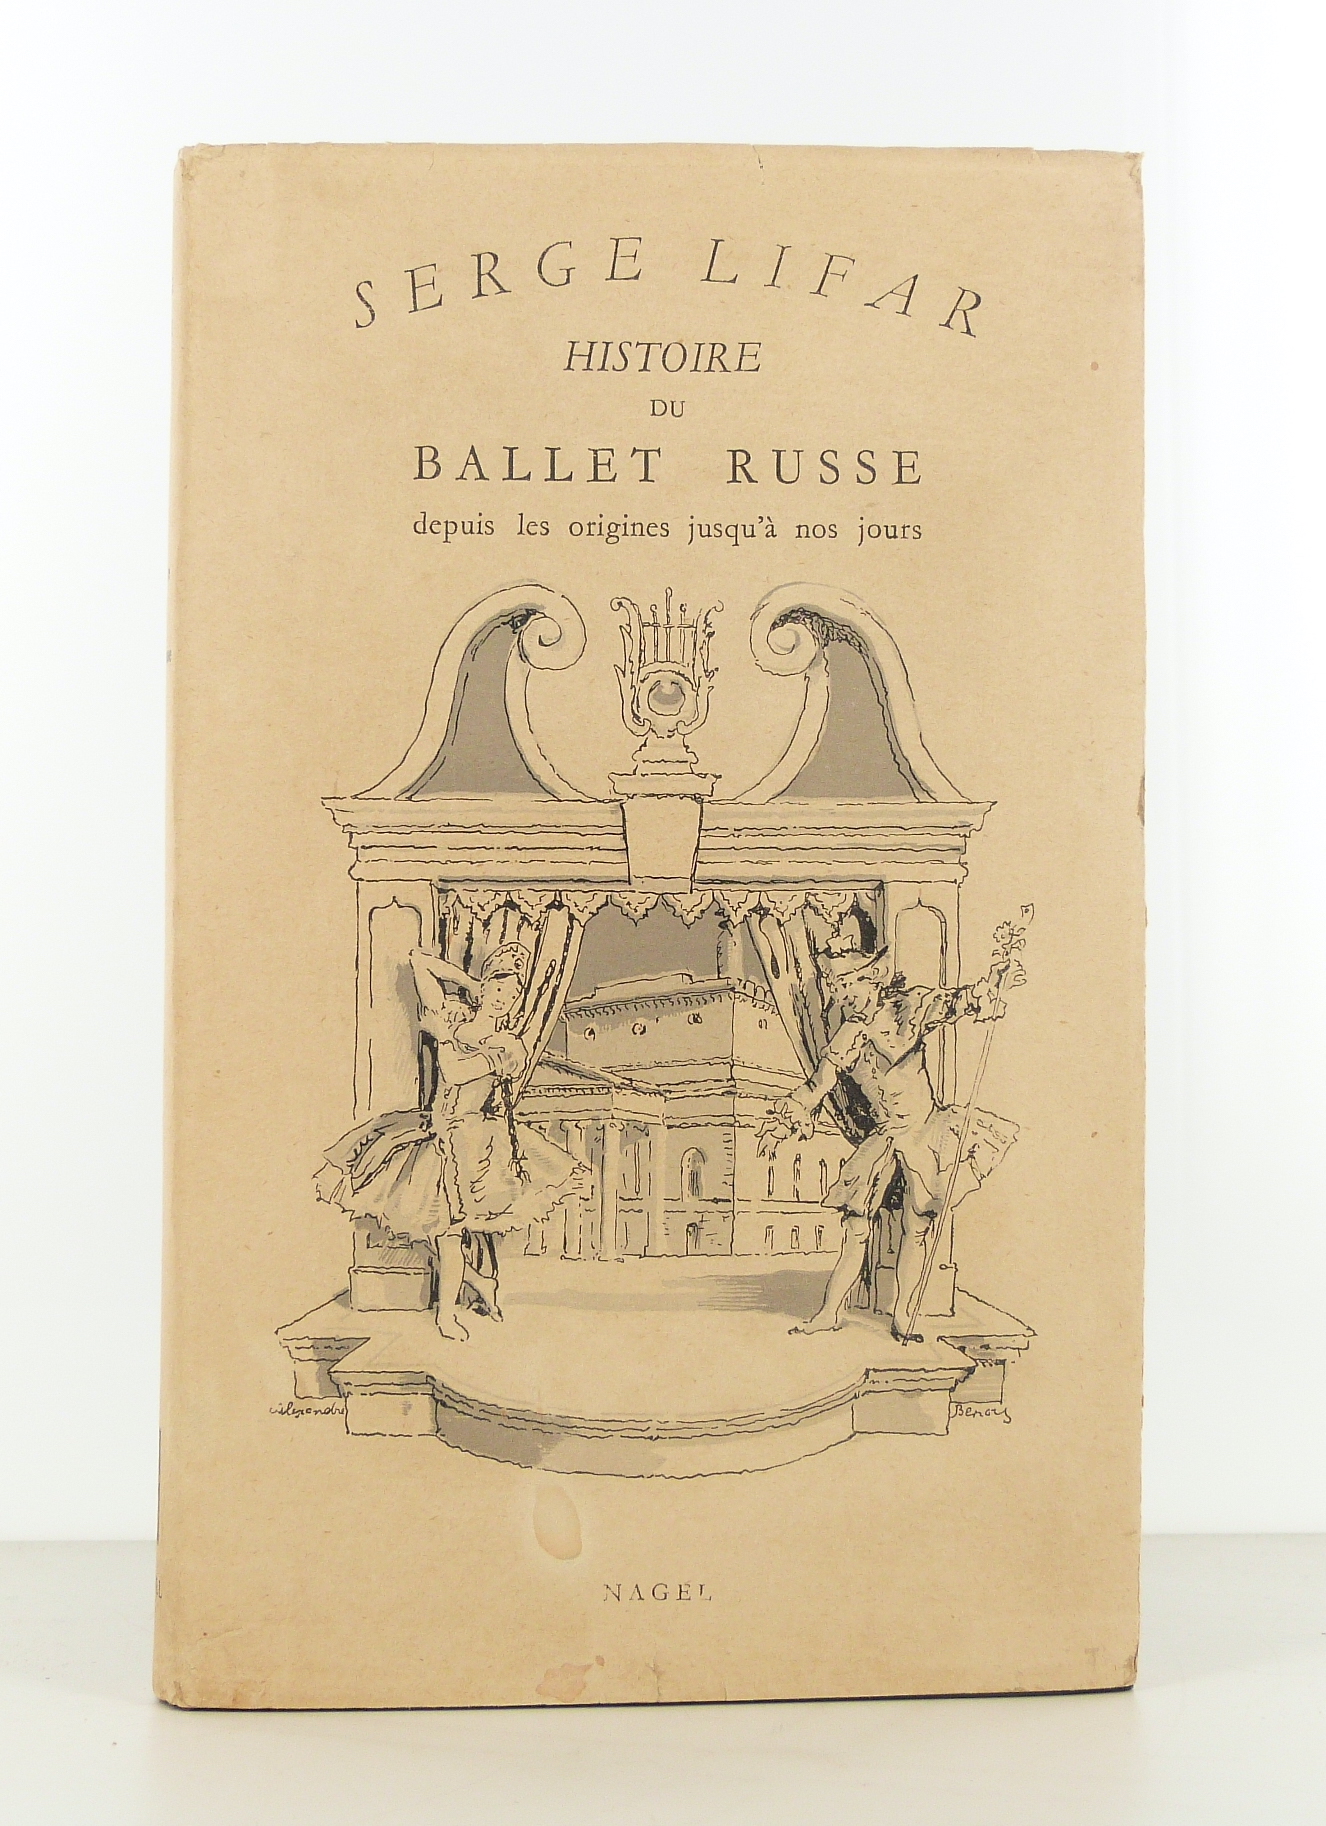 SERGE LIFAR
HISTOIRE
DU
BALLET RUSSE
depuis les origines jusqu'à nos jours
Alexandre Benois
NAGEL